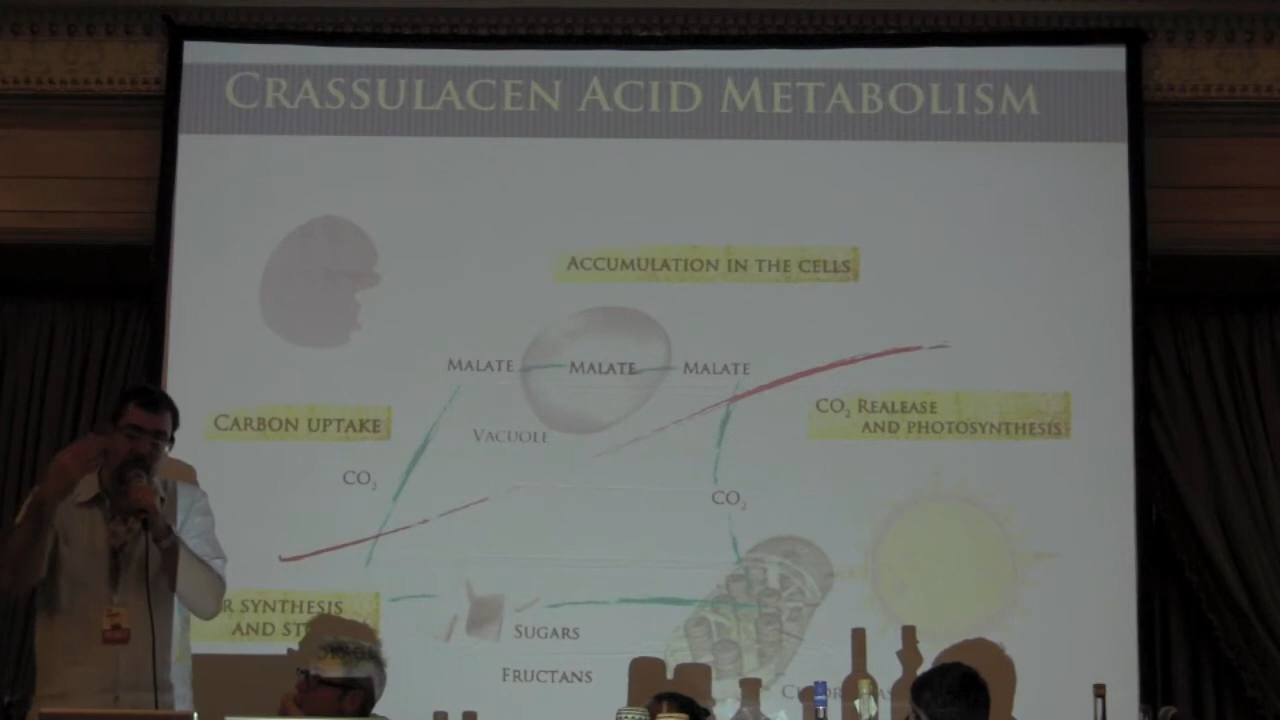 CRASSULACEN ACID METABOLISM
ACCUMULATION IN THE CELLS
MALATE
MALATE
MALATE
CARBON UPTAKE
VACUOLE
CO2 REALEASE
AND PHOTOSYNTHESIS
CO2
CO2
R SYNTHESIS
AND
SUGARS
FRUCTANS